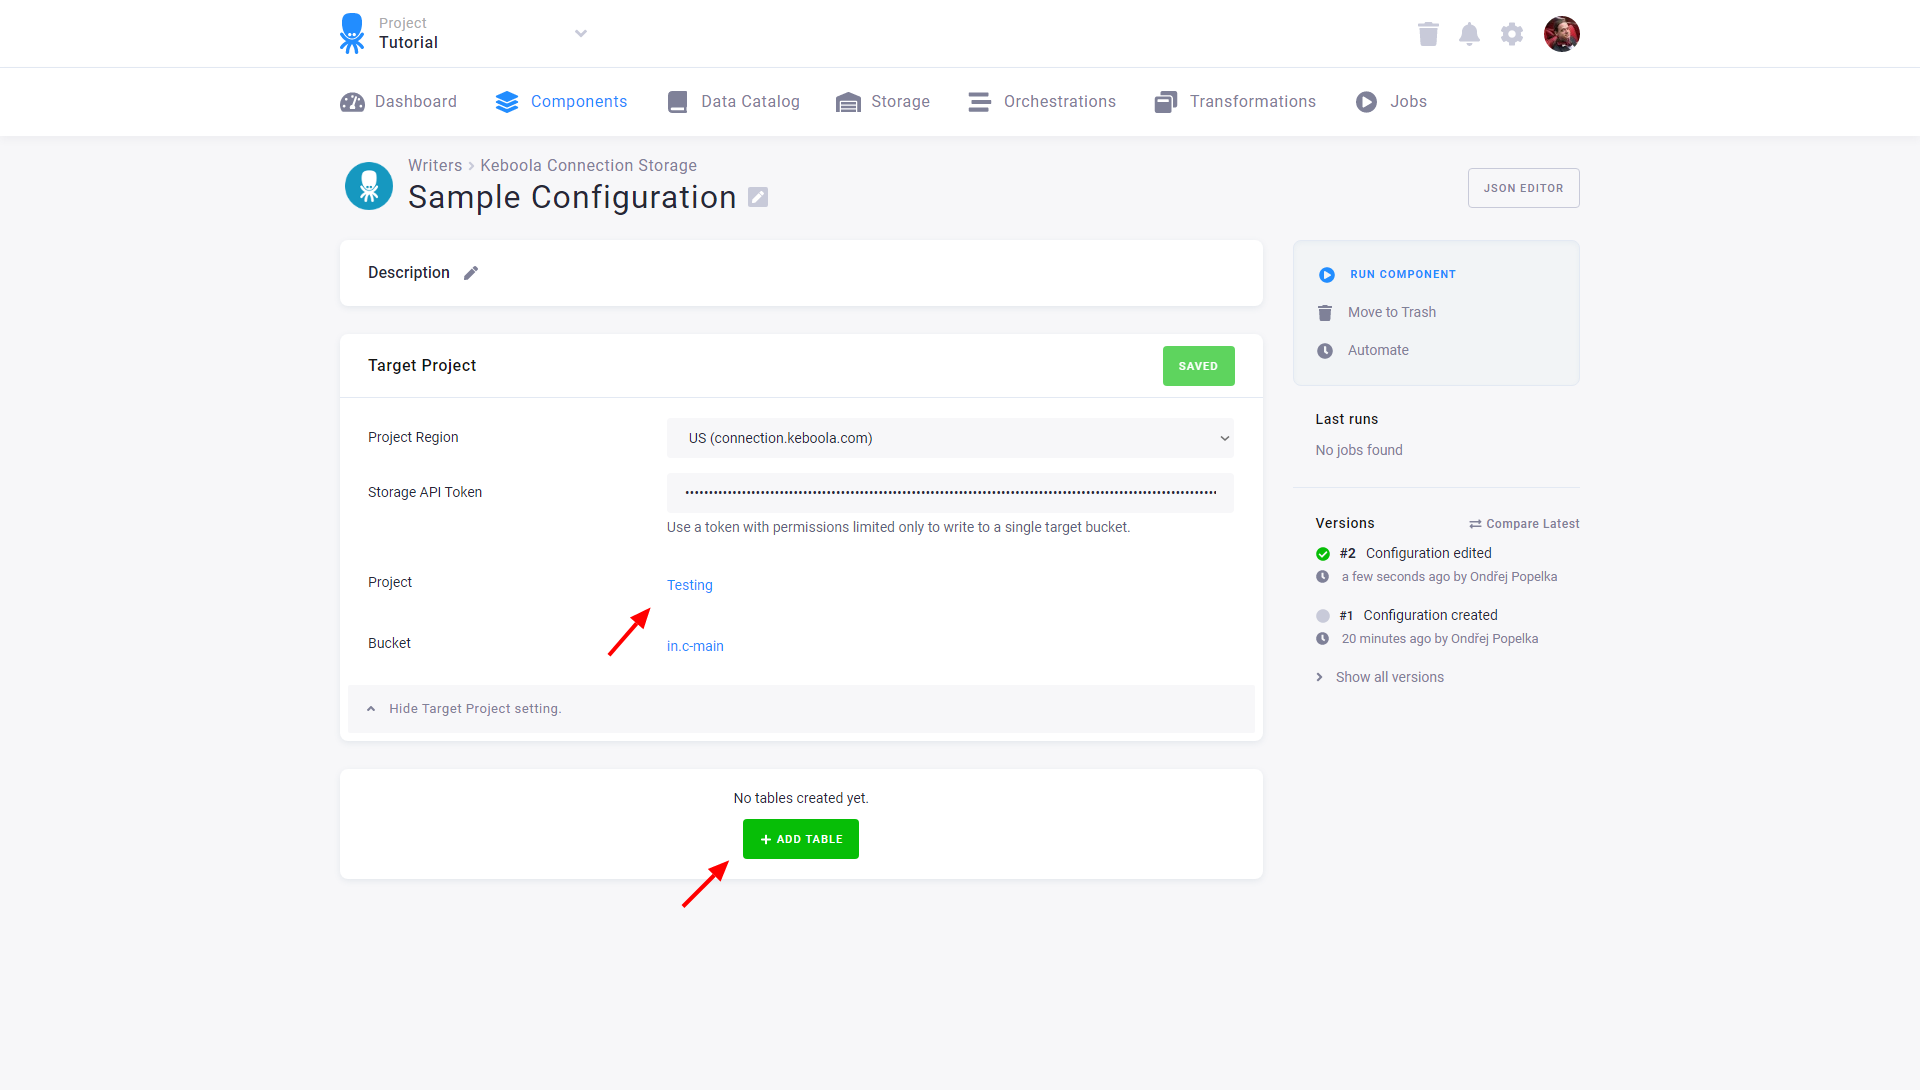 Project
Tutorial
Dashboard
Components
Data Catalog
Storage
Orchestrations
Transformations
Jobs
Writers › Keboola Connection Storage
Sample Configuration
JSON EDITOR
Description
RUN COMPONENT
Move to Trash
Automate
Target Project
SAVED
Project Region
US (connection.keboola.com)
Storage API Token
Use a token with permissions limited only to write to a single target bucket.
Project
Testing
Bucket
in.c-main
Hide Target Project setting.
No tables created yet.
+ ADD TABLE
Last runs
No jobs found
Versions
Compare Latest
#2 Configuration edited
a few seconds ago by Ondřej Popelka
#1 Configuration created
20 minutes ago by Ondřej Popelka
Show all versions